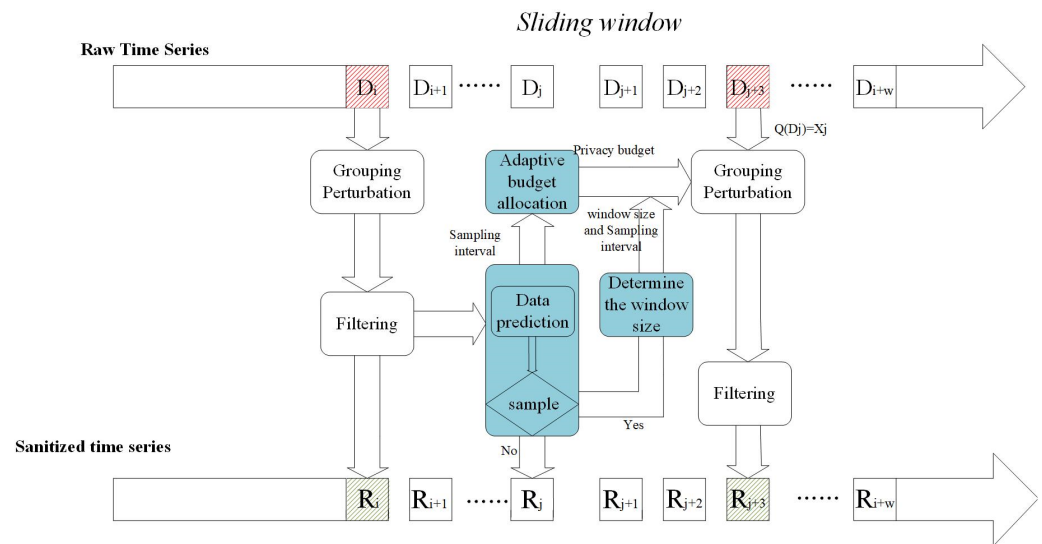 Sliding window
Raw Time Series
Di Di+1 ...... Dj Dj+1 Dj+2 Dj+3 ...... Di+w
Q(Dj)=Xj
Grouping
Perturbation
Adaptive
budget
allocation
Privacy budget
Grouping
Perturbation
Sampling
interval
window size
and Sampling
interval
Filtering
Data
prediction
Determine
the window
size
sample
Filtering
Yes
No
Sanitized time series
Ri Ri+1 ...... Rj Rj+1 Rj+2 Rj+3 ...... Ri+w